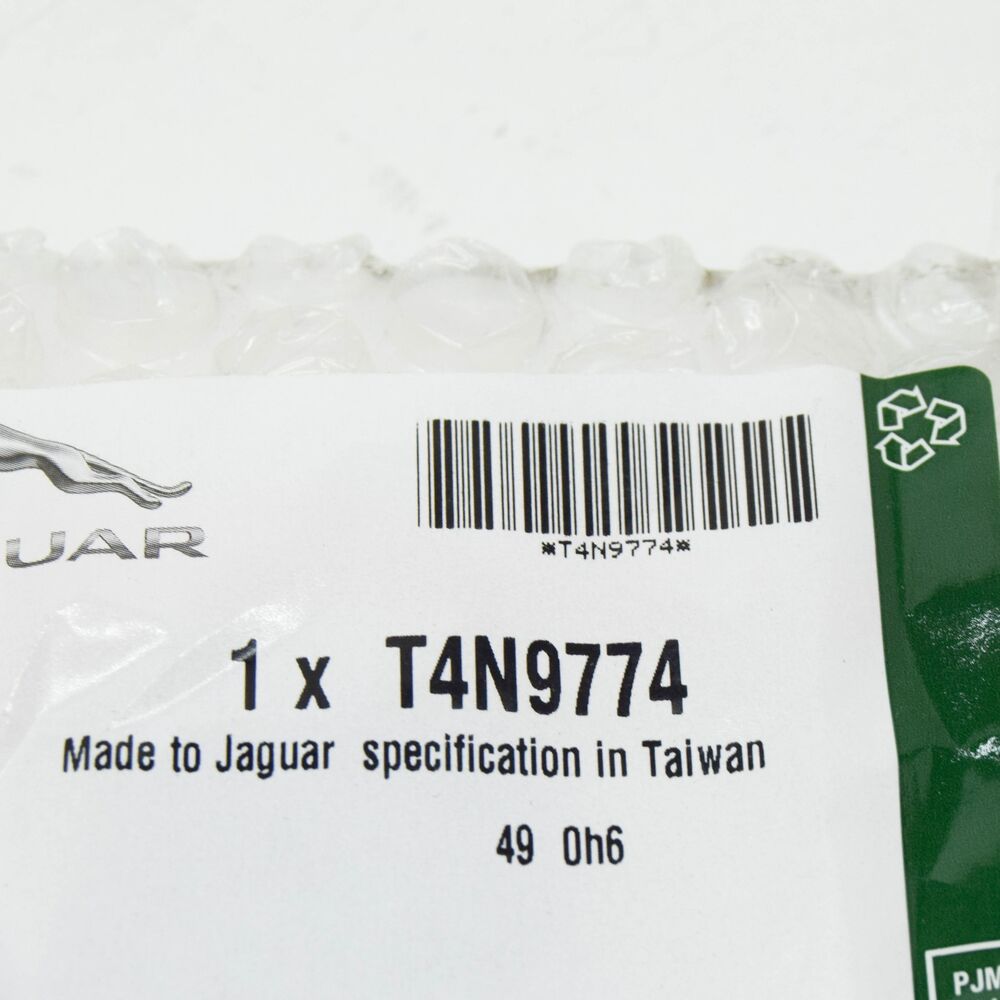 UAR
*T4N9774*
1 x T4N9774
Made to Jaguar specification in Taiwan
49 0h6
PJM